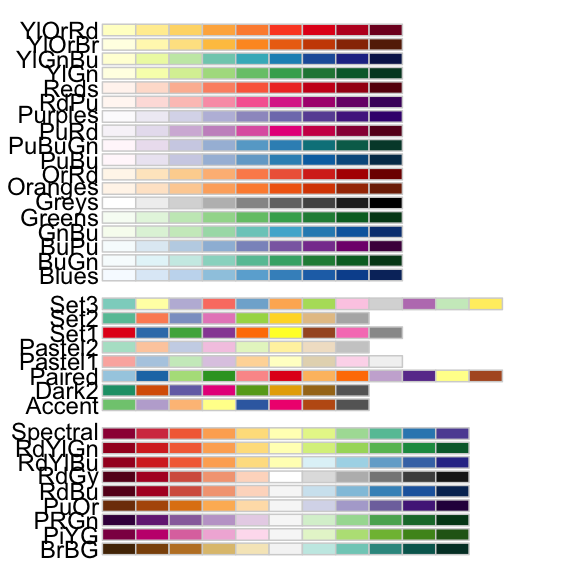 YlOrRd
YlOrBr
YlGnBu
YlGn
Reds
RdPu
Purples
PuRd
PuBuGn
PuBu
OrRd
Oranges
Greys
Greens
GnBu
BuPu
BuGn
Blues
Set3
Set2
Set1
Pastel2
Pastel1
Paired
Dark2
Accent
Spectral
RdYlGn
RdYlBu
RdGy
RdBu
PuOr
PRGn
PiYG
BrBG